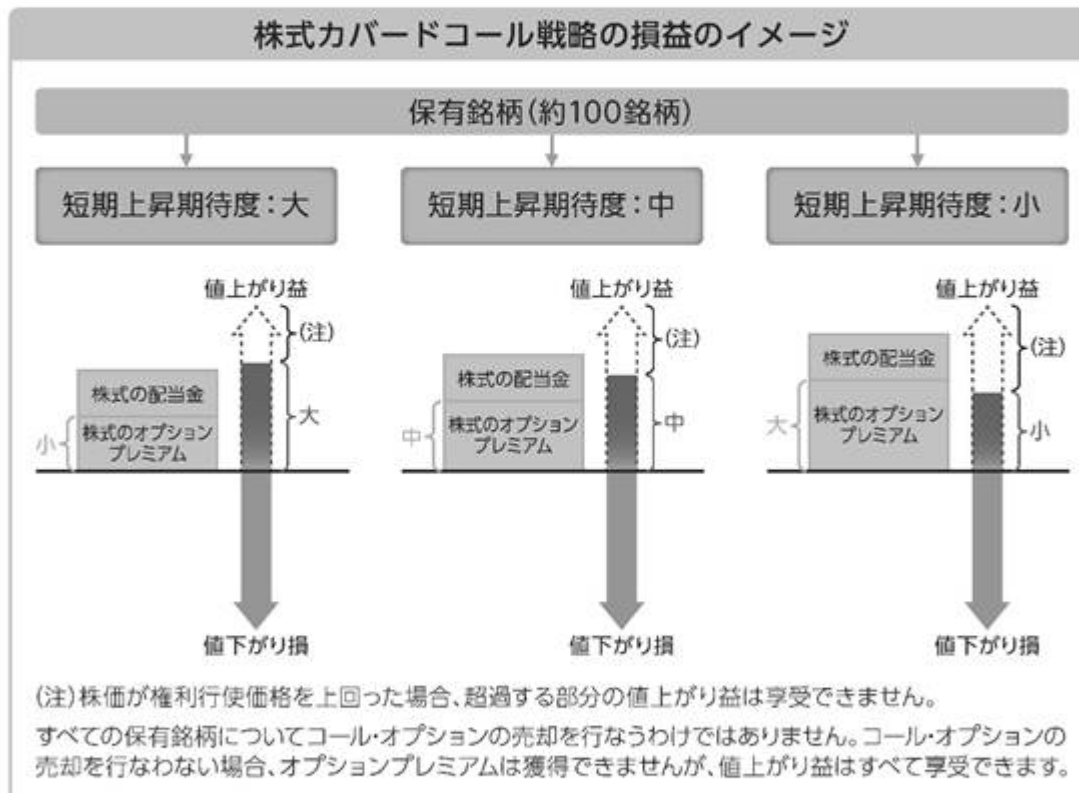 株式カバードコール戦略の損益のイメージ
保有銘柄(約100銘柄)
短期上昇期待度：大
短期上昇期待度：中
短期上昇期待度：小
値上がり益
(注)
株式の配当金
大
小
株式のオプション
プレミアム
値下がり損
値上がり益
(注)
株式の配当金
中
中
株式のオプション
プレミアム
値下がり損
値上がり益
(注)
株式の配当金
大
株式のオプション
プレミアム
小
値下がり損
(注)株価が権利行使価格を上回った場合、超過する部分の値上がり益は享受できません。
すべての保有銘柄についてコール・オプションの売却を行なうわけではありません。コール・オプションの
売却を行なわない場合、オプションプレミアムは獲得できませんが、値上がり益はすべて享受できます。